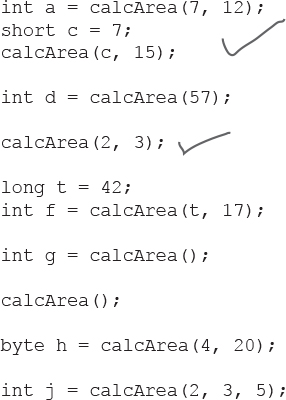 int a = calcArea(7, 12);
short c = 7;
calcArea(c, 15);
int d = calcArea(57);
calcArea(2, 3);
long t = 42;
int f = calcArea(t, 17);
int g = calcArea();
calcArea();
byte h = calcArea(4, 20);
int j = calcArea(2, 3, 5);